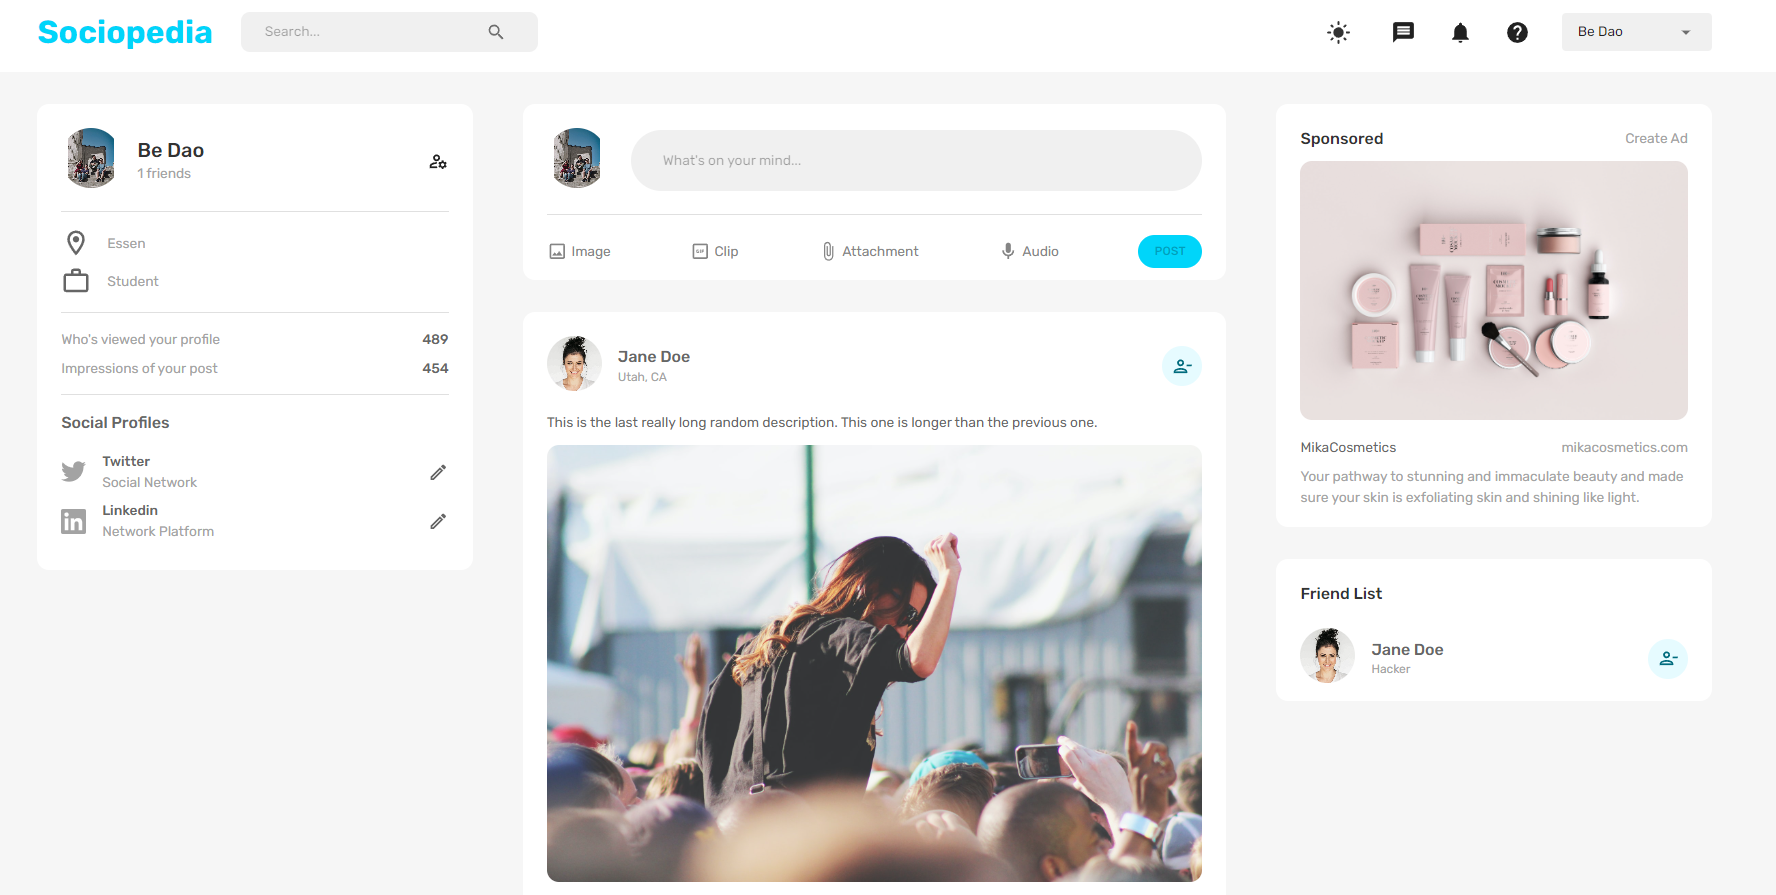 Sociopedia
Search...
Be Dao
Be Dao
1 friends
Essen
Student
Who's viewed your profile 489
Impressions of your post 454
Social Profiles
Twitter
Social Network
Linkedin
Network Platform
What's on your mind...
Image
GIF
Clip
Attachment
Audio
POST
Jane Doe
Utah, CA
This is the last really long random description. This one is longer than the previous one.
Sponsored
Create Ad
MikaCosmetics
mikacosmetics.com
Your pathway to stunning and immaculate beauty and made
sure your skin is exfoliating skin and shining like light.
Friend List
Jane Doe
Hacker